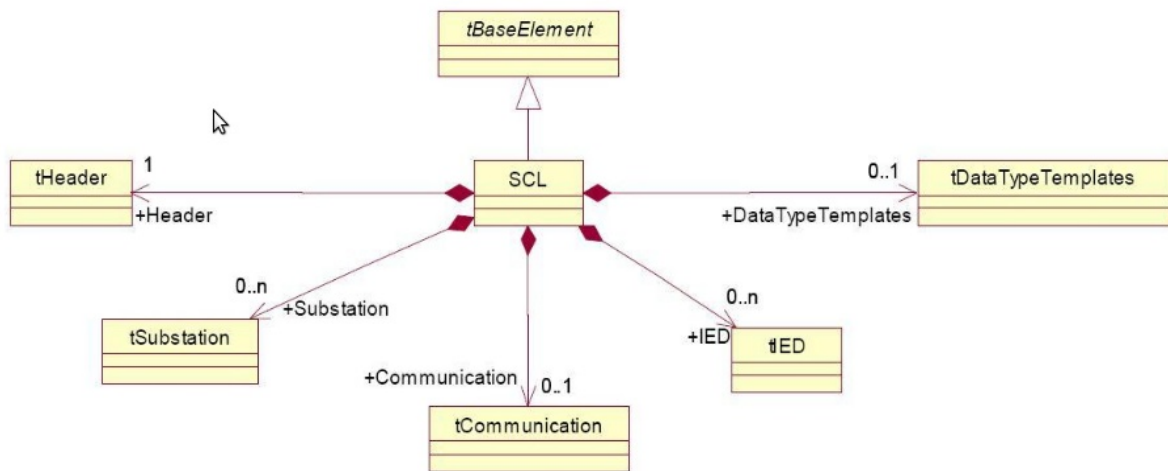 tBaseElement
tHeader
1
+Header
SCL
0..1
+DataTypeTemplates
tDataTypeTemplates
0..n
+Substation
tSubstation
+Communication
0..1
tCommunication
0..n
+IED
tIED